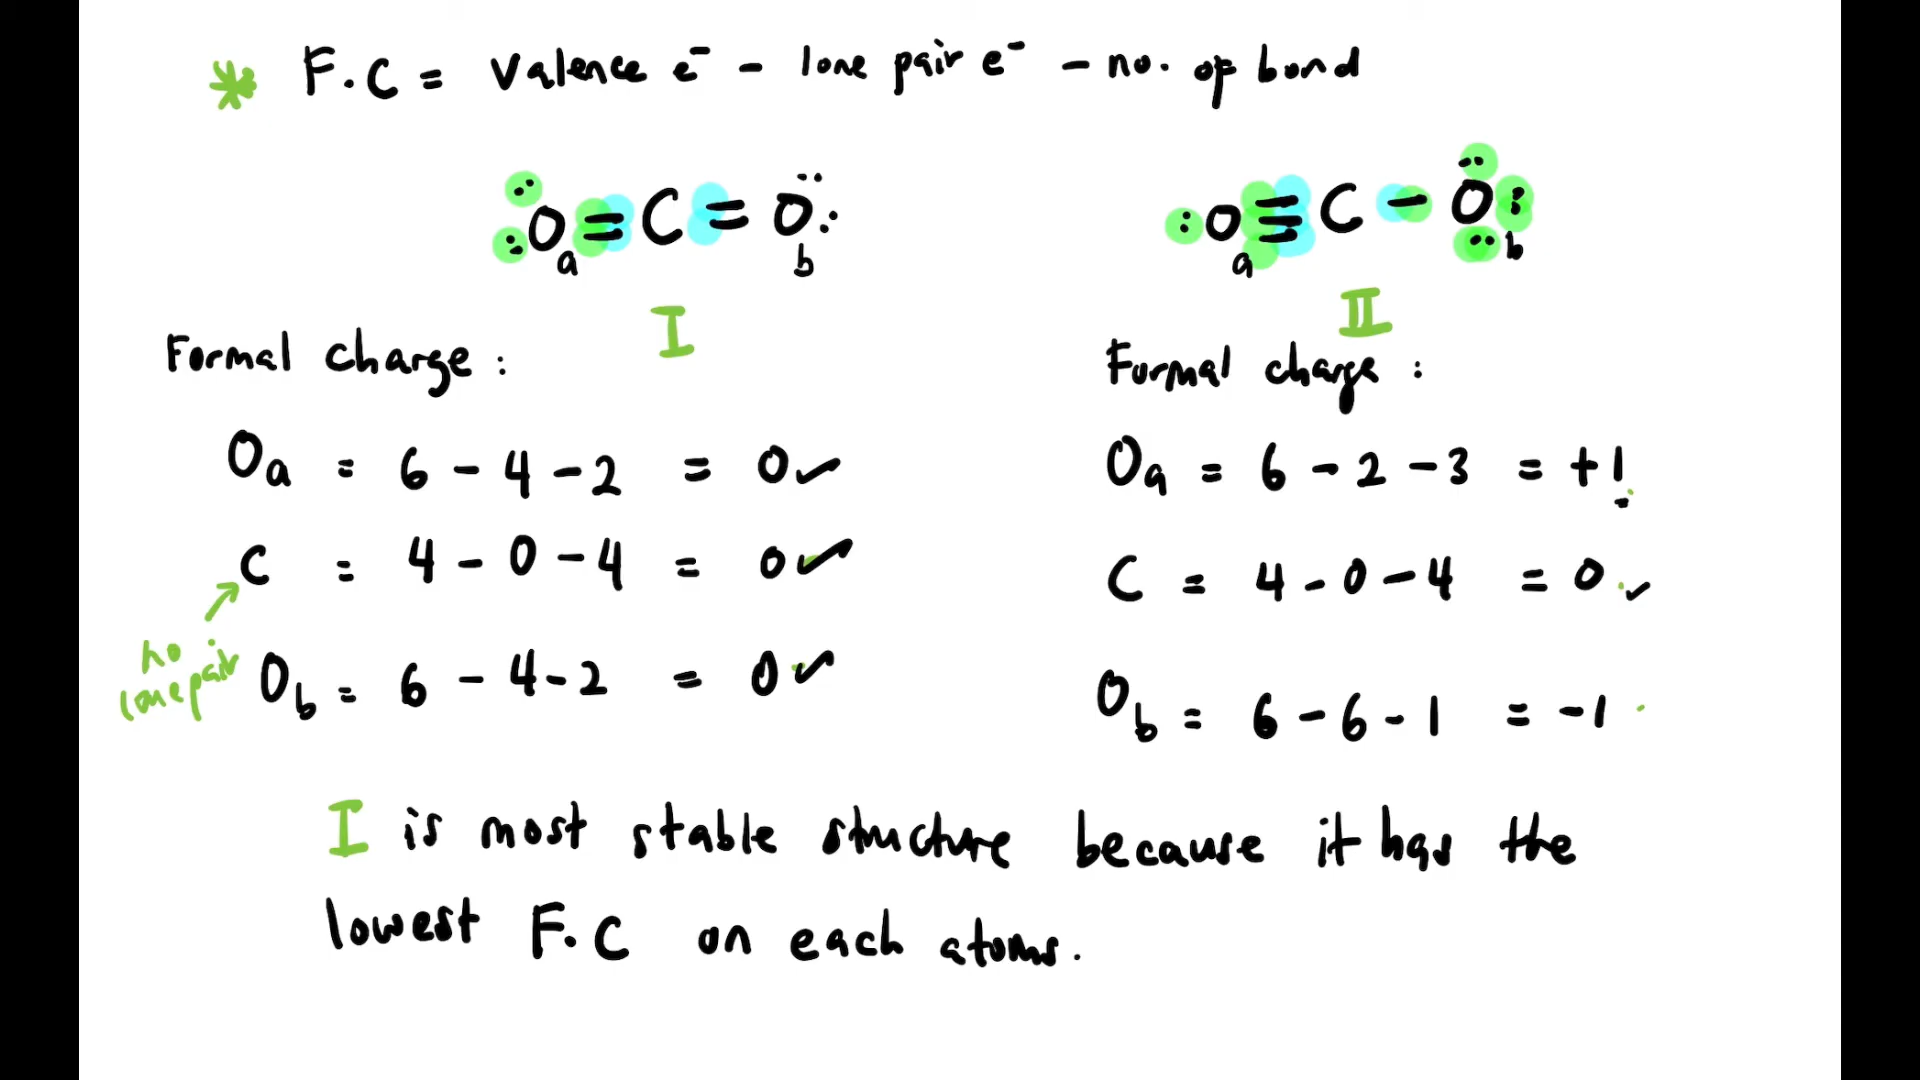 * F.C = Valence e⁻ - lone pair e⁻ - no. of bond
:Ö=C=Ö: :O≡C-Ö:
a b a b
I II
Formal charge : Formal charge :
Oa = 6 - 4 - 2 = 0 ✓ Oa = 6 - 2 - 3 = +1
C = 4 - 0 - 4 = 0 ✓ C = 4 - 0 - 4 = 0 ✓
no
lone pair
Ob = 6 - 4 - 2 = 0 ✓ Ob = 6 - 6 - 1 = -1
I is most stable structure because it has the
lowest F.C on each atoms.